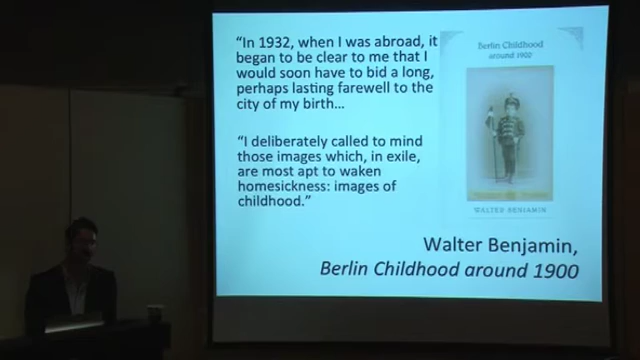 “In 1932, when I was abroad, it
began to be clear to me that I
would soon have to bid a long,
perhaps lasting farewell to the
city of my birth…
“I deliberately called to mind
those images which, in exile,
are most apt to waken
homesickness: images of
childhood.”
Berlin Childhood
around 1900
WALTER BENJAMIN
Walter Benjamin,
Berlin Childhood around 1900